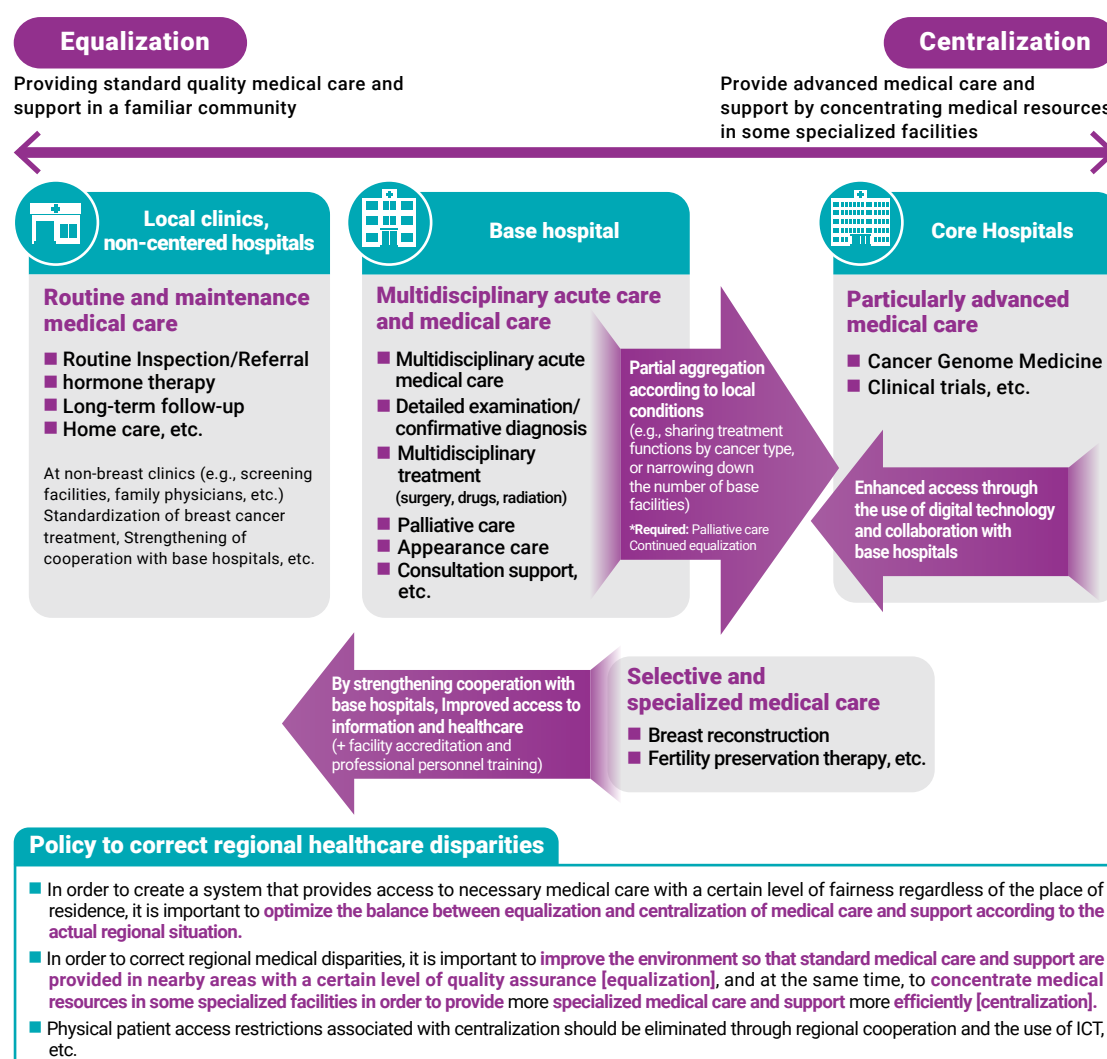 Equalization
Providing standard quality medical care and
support in a familiar community
Centralization
Provide advanced medical care and
support by concentrating medical resources
in some specialized facilities
Local clinics,
non-centered hospitals
Routine and maintenance
medical care
■ Routine Inspection/Referral
■ hormone therapy
■ Long-term follow-up
■ Home care, etc.
At non-breast clinics (e.g., screening
facilities, family physicians, etc.)
Standardization of breast cancer
treatment, Strengthening of
cooperation with base hospitals, etc.
Base hospital
Multidisciplinary acute care
and medical care
■ Multidisciplinary acute
medical care
■ Detailed examination/
confirmative diagnosis
■ Multidisciplinary
treatment
(surgery, drugs, radiation)
■ Palliative care
■ Appearance care
■ Consultation support,
etc.
Partial aggregation
according to local
conditions
(e.g., sharing treatment
functions by cancer type,
or narrowing down
the number of base
facilities)
*Required: Palliative care
Continued equalization
Core Hospitals
Particularly advanced
medical care
■ Cancer Genome Medicine
■ Clinical trials, etc.
Enhanced access through
the use of digital technology
and collaboration with
base hospitals
By strengthening cooperation with
base hospitals, Improved access to
information and healthcare
(+ facility accreditation and
professional personnel training)
Selective and
specialized medical care
■ Breast reconstruction
■ Fertility preservation therapy, etc.
Policy to correct regional healthcare disparities
■ In order to create a system that provides access to necessary medical care with a certain level of fairness regardless of the place of
residence, it is important to optimize the balance between equalization and centralization of medical care and support according to the
actual regional situation.
■ In order to correct regional medical disparities, it is important to improve the environment so that standard medical care and support are
provided in nearby areas with a certain level of quality assurance [equalization], and at the same time, to concentrate medical
resources in some specialized facilities in order to provide more specialized medical care and support more efficiently [centralization].
■ Physical patient access restrictions associated with centralization should be eliminated through regional cooperation and the use of ICT,
etc.